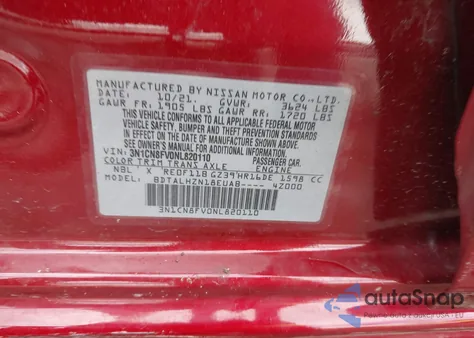 MANUFACTURED BY NISSAN MOTOR CO., LTD.
DATE: 10/21. GVWR: 3624 LBS
GAWR FR: 1905 LBS GAWR RR: 1720 LBS
THIS VEHICLE CONFORMS TO ALL APPLICABLE FEDERAL MOTOR
VEHICLE SAFETY, BUMPER, AND THEFT PREVENTION
STANDARDS IN EFFECT ON THE DATE OF MANUFACTURE SHOWN ABOVE.
SEE OWNER'S MANUAL FOR ADDITIONAL INFORMATION.
3N1CN8FV0NL820110 PASSENGER CAR.
COLOR TRIM TRANS AXLE ENGINE
NBL X RE0F11B GZ39 HR16DE 1598 CC
MODEL: BDTALHZN18EUAB---- 4Z000
3N1CN8FV0NL820110
autoSnap